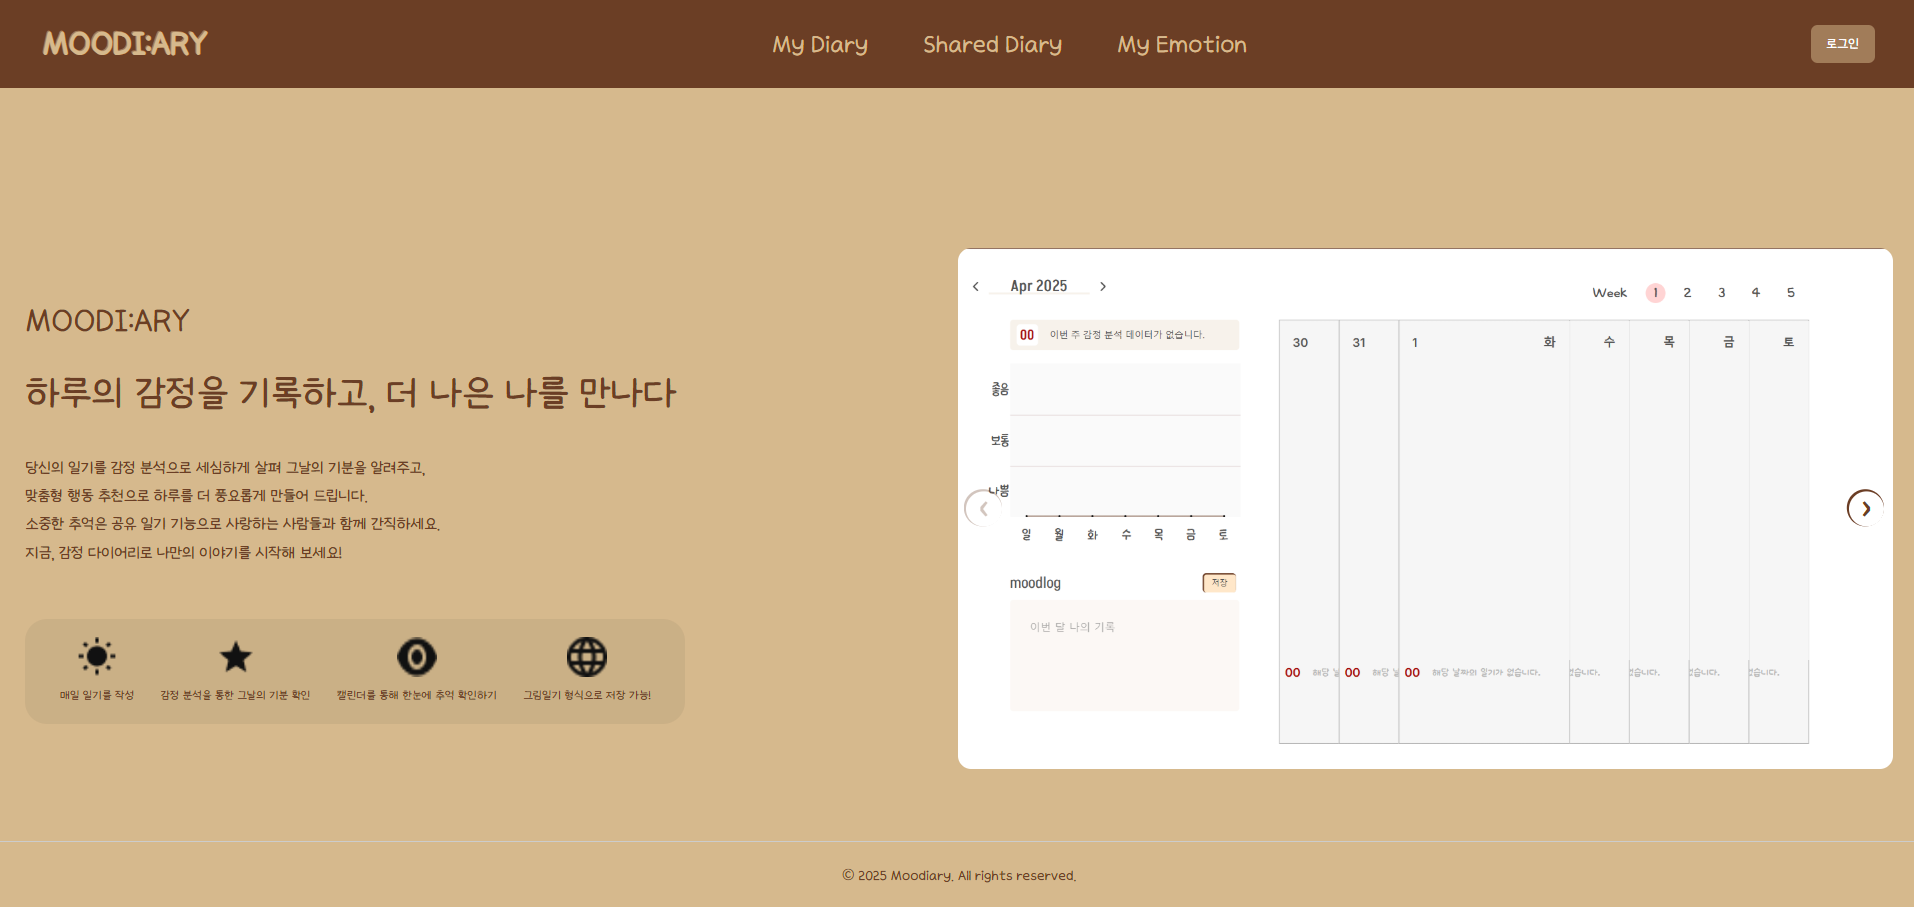 MOODI:ARY
My Diary
Shared Diary
My Emotion
로그인
MOODI:ARY
하루의 감정을 기록하고, 더 나은 나를 만나다
당신의 일기를 감정 분석으로 세심하게 살펴 그날의 기분을 알려주고,
맞춤형 행동 추천으로 하루를 더 풍요롭게 만들어 드립니다.
소중한 추억은 공유 일기 기능으로 사랑하는 사람들과 함께 간직하세요.
지금, 감정 다이어리로 나만의 이야기를 시작해 보세요!
매일 일기를 작성
감정 분석을 통한 그날의 기분 확인
캘린더를 통해 한눈에 추억 확인하기
그림일기 형식으로 저장 가능!
Apr 2025
00 이번 주 감정 분석 데이터가 없습니다.
좋음
보통
나쁨
일 월 화 수 목 금 토
moodlog
저장
이번 달 나의 기록
Week 1 2 3 4 5
30 31 1 화 수 목 금 토
00 해당 00 해당 00 해당 날짜의 일기가 없습니다. 없습니다. 없습니다. 없습니다. 없습니다.
© 2025 Moodiary. All rights reserved.